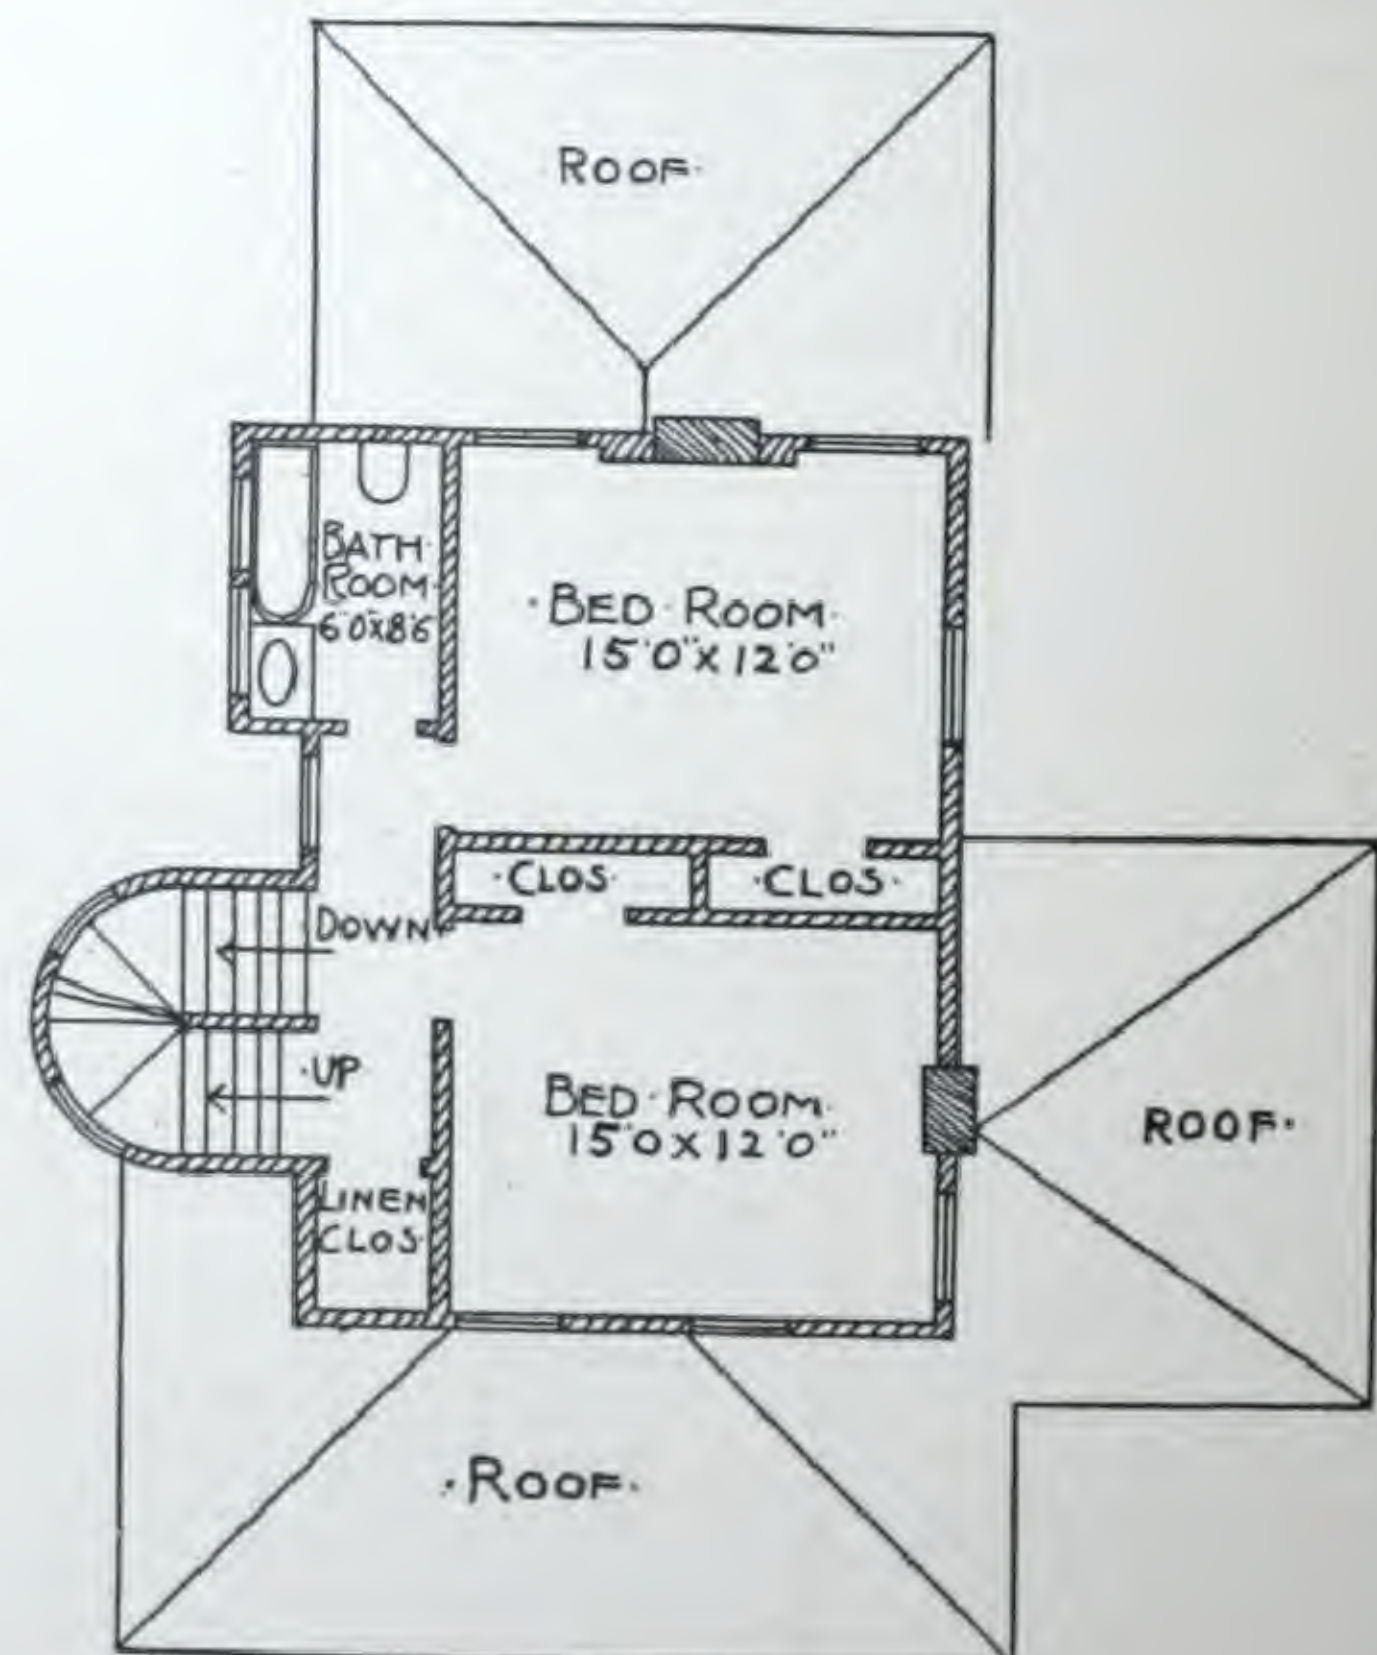 ROOF·
BATH·
ROOM·
6'0"X8'6
·BED·ROOM·
15'0"X12'0"
·CLOS·
·CLOS·
DOWN·
·UP
BED·ROOM·
15'0X12'0"
ROOF·
LINEN
CLOS·
·ROOF·